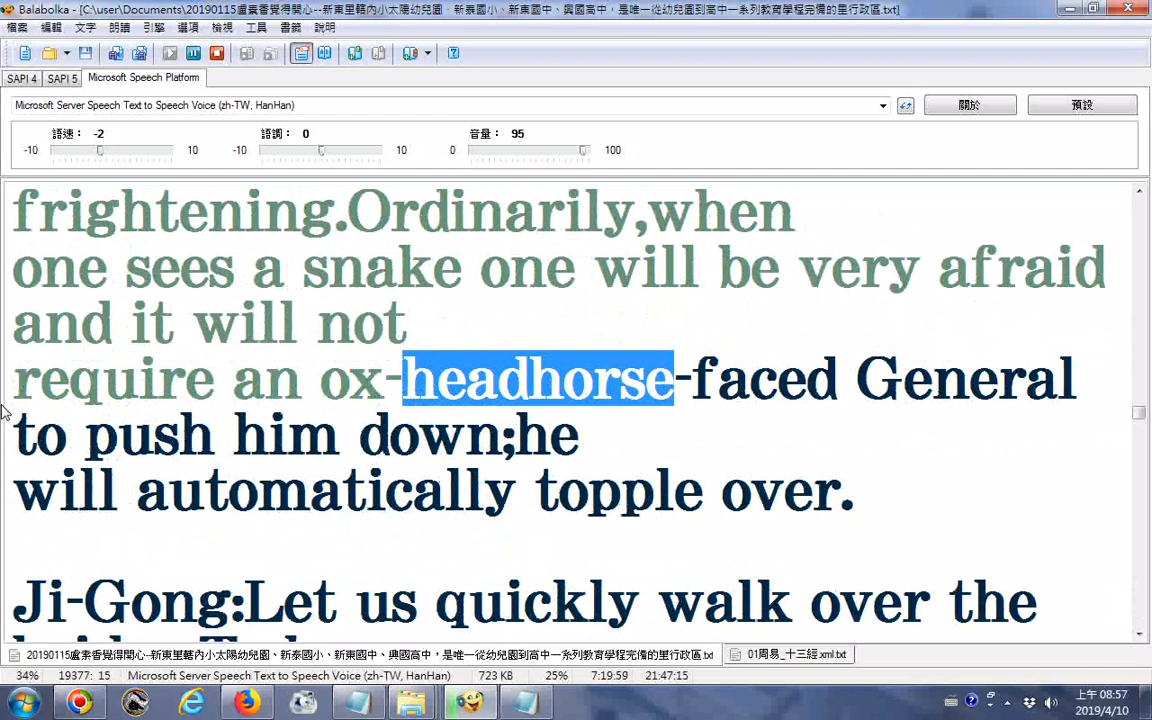 Balabolka - [C:\user\Documents\20190115盧素香覺得開心--新東里轄內小太陽幼兒園、新泰國小、新東國中、興國高中，是唯一從幼兒園到高中一系列教育學程完備的里行政區.txt]
檔案 編輯 文字 朗讀 引擎 選項 檢視 工具 書籤 說明
SAPI 4 SAPI 5 Microsoft Speech Platform
Microsoft Server Speech Text to Speech Voice (zh-TW, HanHan) 關於 預設
語速： -2 語調： 0 音量： 95
-10 10 -10 10 0 100
frightening.Ordinarily,when
one sees a snake one will be very afraid
and it will not
require an ox-headhorse-faced General
to push him down;he
will automatically topple over.
Ji-Gong:Let us quickly walk over the
20190115盧素香覺得開心--新東里轄內小太陽幼兒園、新泰國小、新東國中、興國高中，是唯一從幼兒園到高中一系列教育學程完備的里行政區.txt 01周易_十三經.xml.txt
34% 19377: 15 Microsoft Server Speech Text to Speech Voice (zh-TW, HanHan) 723 KB 25% 7:19:59 21:47:15
上午 08:57
2019/4/10